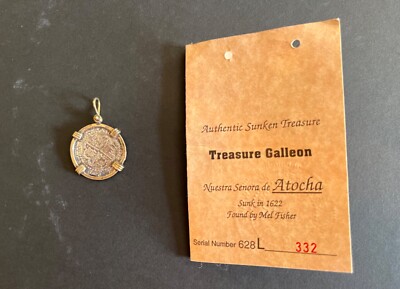 Authentic Sunken Treasure
Treasure Galleon
Nuestra Senora de Atocha
Sunk in 1622
Found by Mel Fisher
Serial Number 628L 332